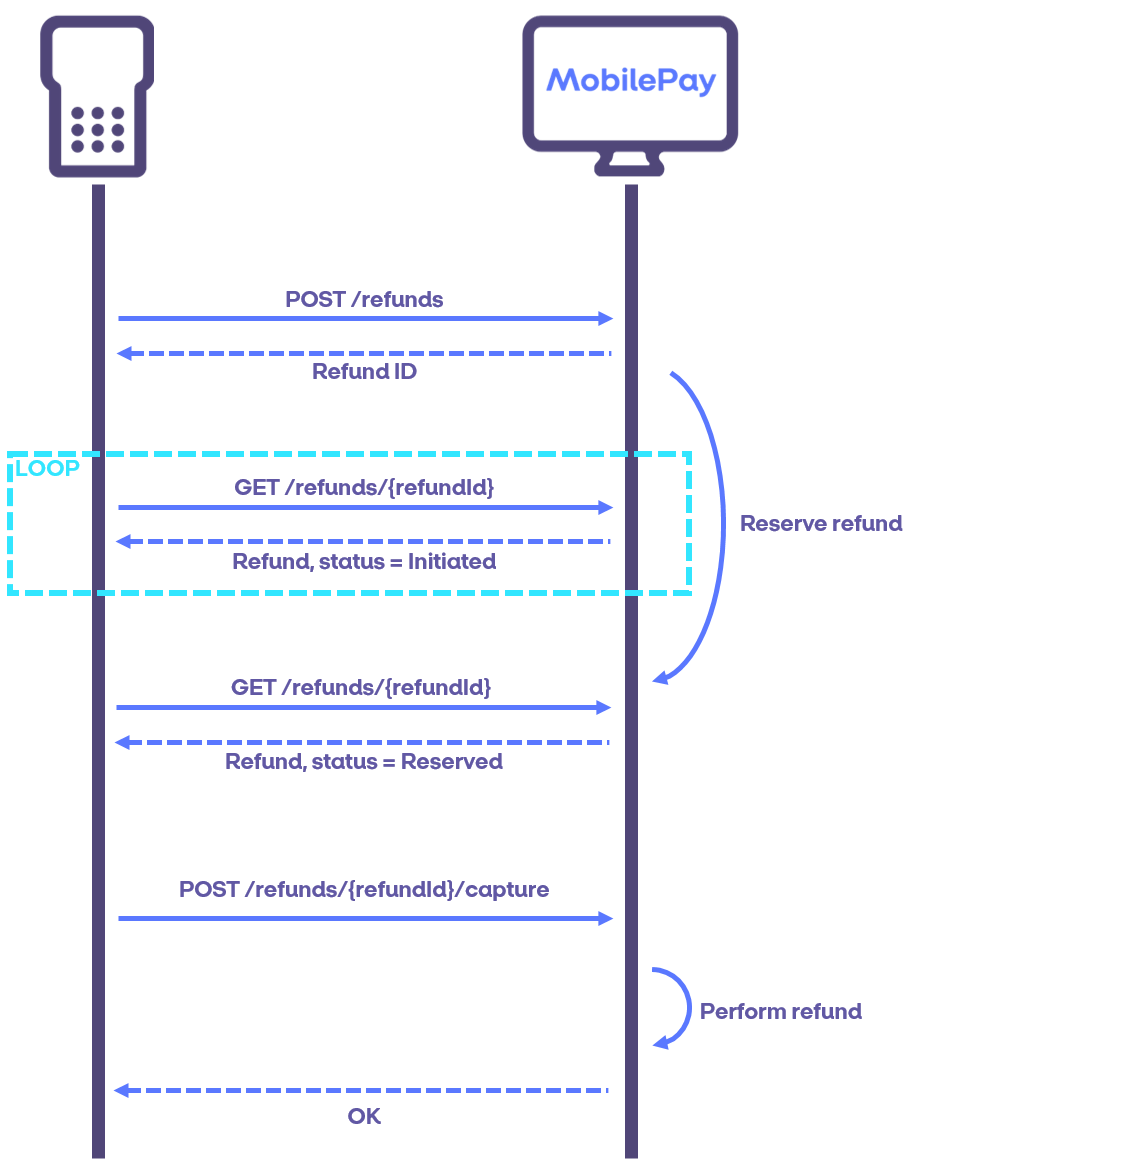 MobilePay
POST /refunds
Refund ID
LOOP
GET /refunds/{refundId}
Refund, status = Initiated
Reserve refund
GET /refunds/{refundId}
Refund, status = Reserved
POST /refunds/{refundId}/capture
Perform refund
OK